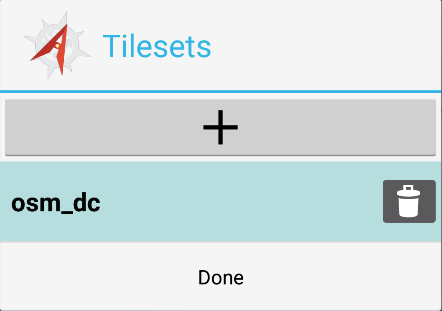 Tilesets
+
osm_dc
Done